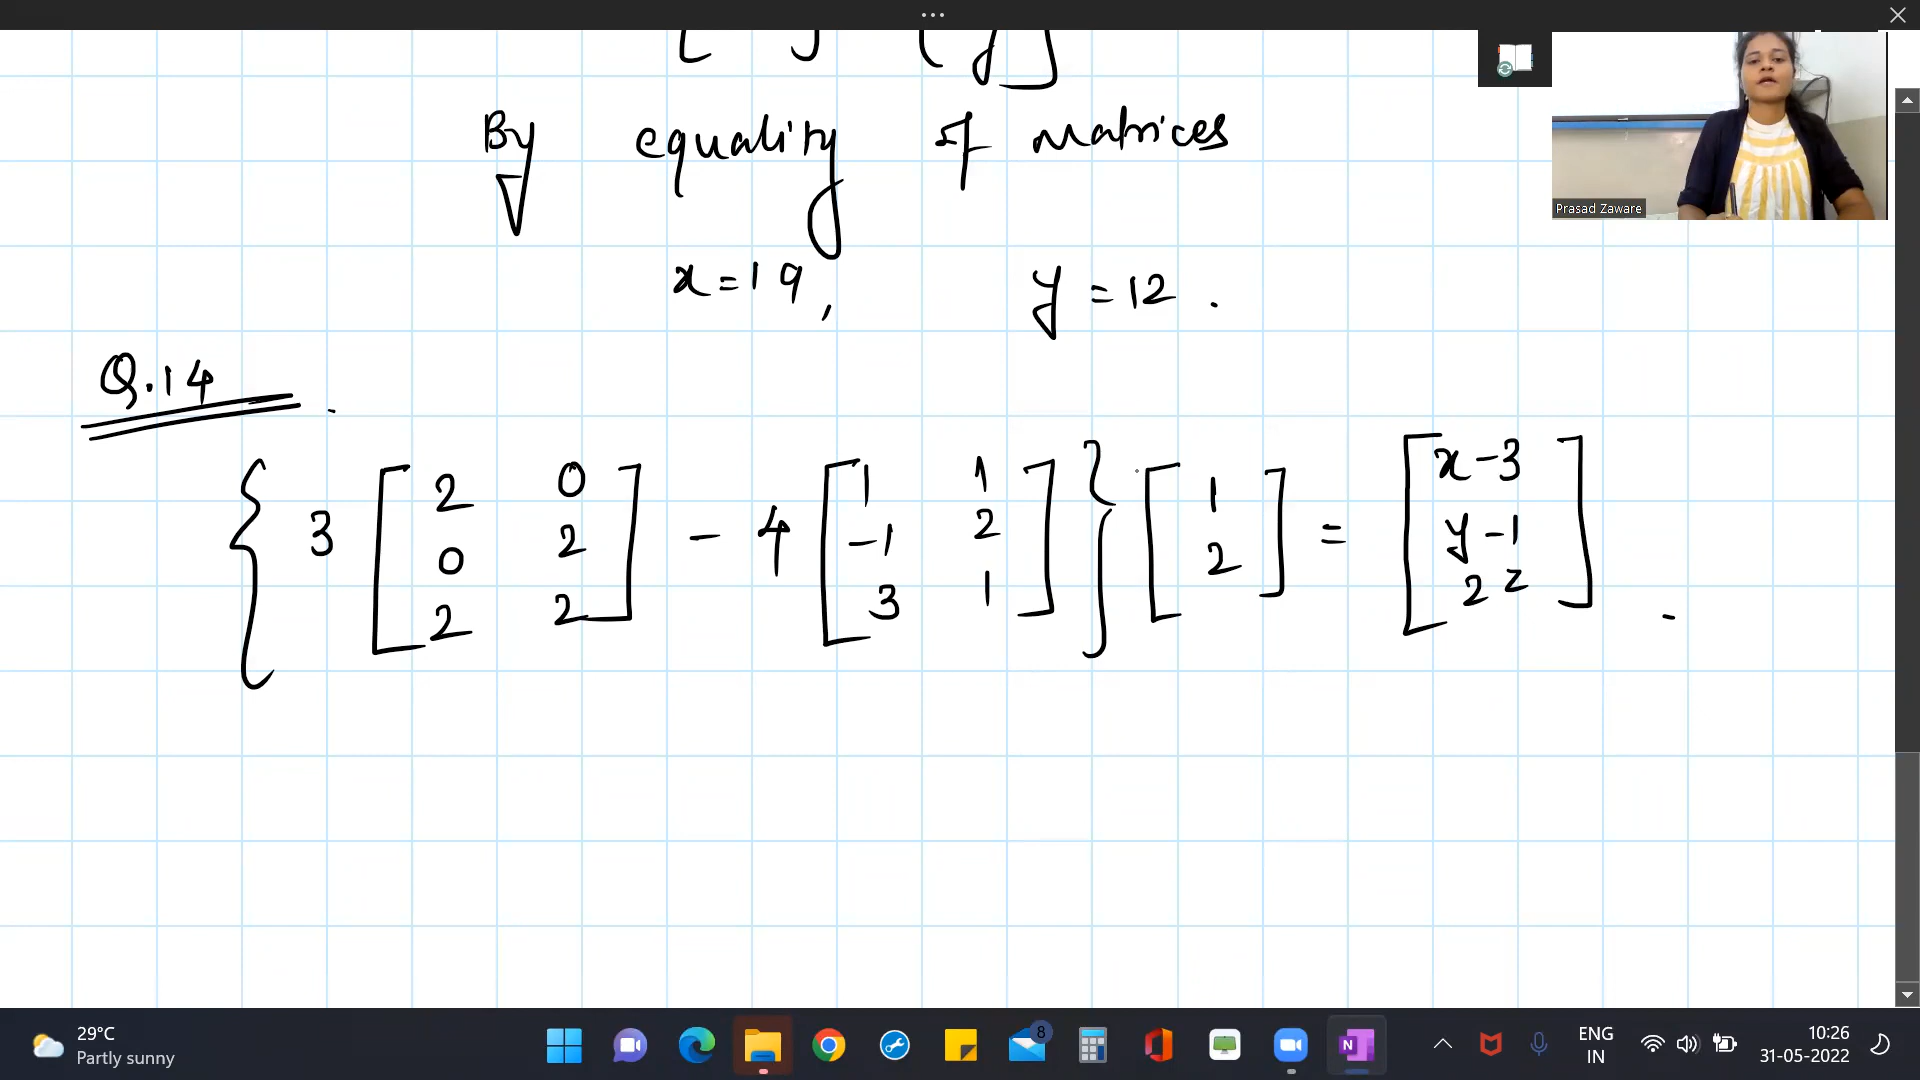 By equality of matrices
x = 19, y = 12.
Q.14
{ 3 [ 2 0 ] - 4 [ 1 1 ] } [ 1 ] = [ x-3 ]
[ 0 2 ] [ -1 2 ] [ 2 ] [ y-1 ]
[ 2 2 ] [ 3 1 ] [ 2z ]
Prasad Zaware
29°C
Partly sunny
8
ENG
IN
10:26
31-05-2022